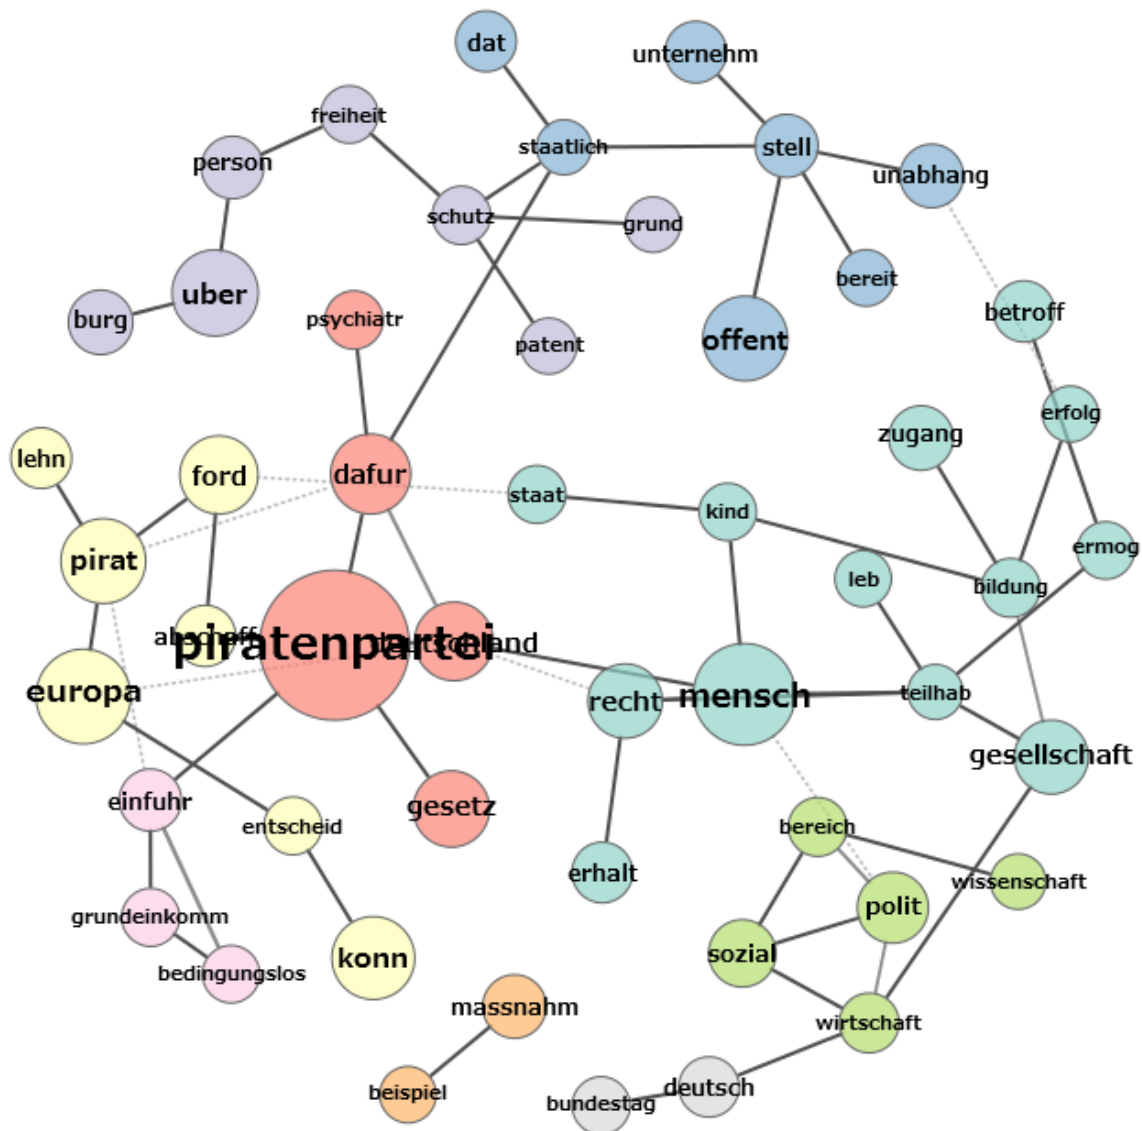 dat
unternehm
freiheit
staatlich
stell
person
unabhang
schutz
grund
bereit
uber
burg
psychiatr
patent
offent
betroff
erfolg
zugang
lehn
ford
dafur
staat
kind
ermog
pirat
leb
bildung
abschaff
piratenpartei
deutschland
europa
recht
mensch
teilhab
gesellschaft
einfuhr
gesetz
entscheid
bereich
erhalt
wissenschaft
polit
grundeinkomm
sozial
konn
bedingungslos
massnahm
wirtschaft
beispiel
deutsch
bundestag